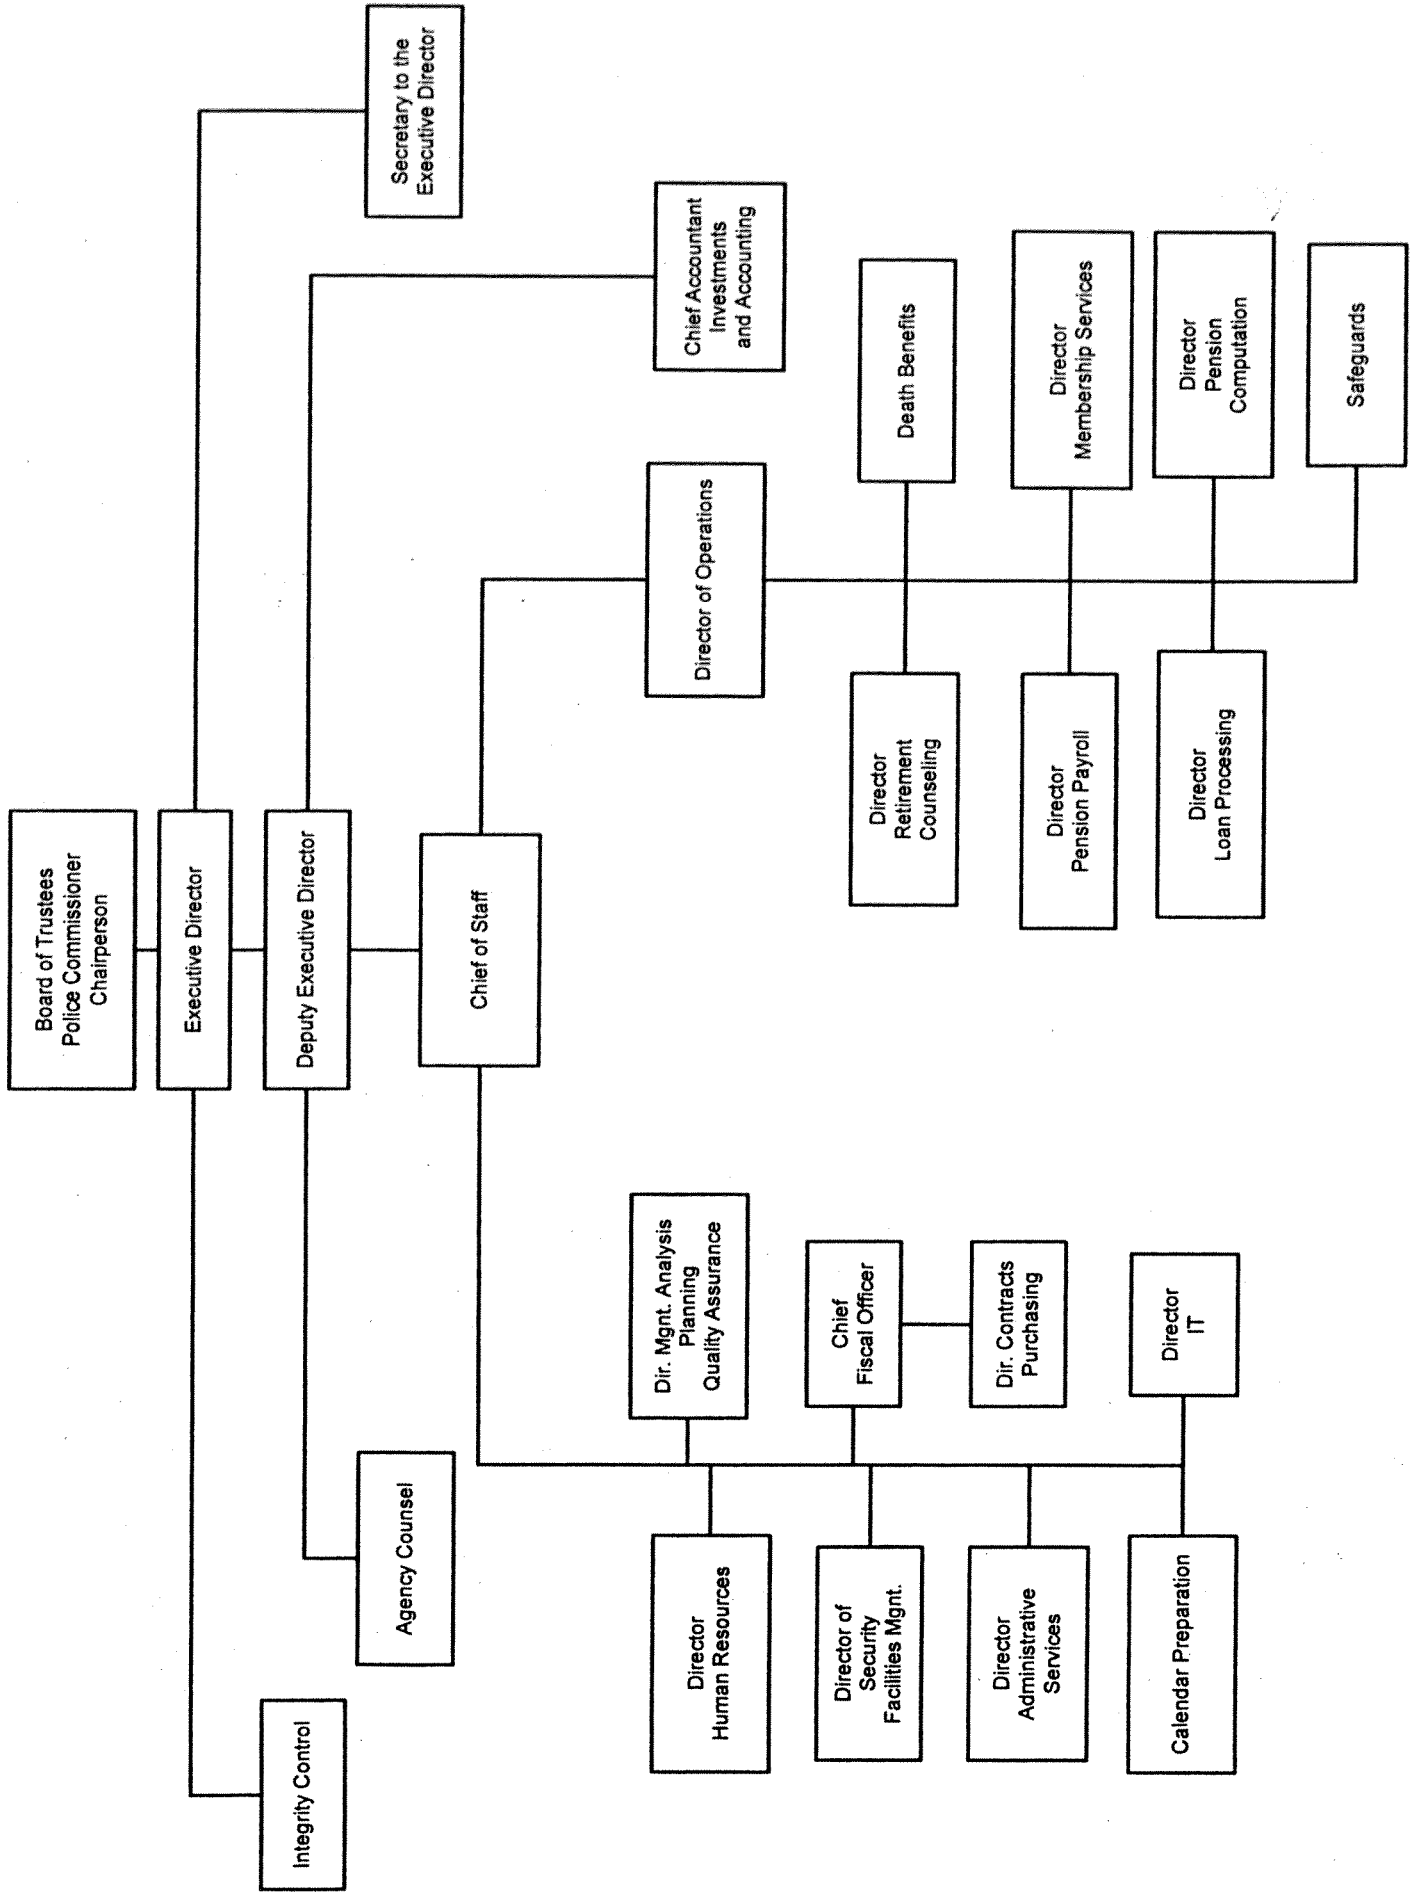 Board of Trustees
Police Commissioner
Chairperson
Executive Director
Deputy Executive Director
Integrity Control
Agency Counsel
Secretary to the
Executive Director
Chief of Staff
Chief Accountant
Investments
and Accounting
Director of Operations
Dir. Mgnt. Analysis
Planning
Quality Assurance
Director
Human Resources
Chief
Fiscal Officer
Director of
Security
Facilities Mgnt.
Dir. Contracts
Purchasing
Director
Administrative
Services
Director
IT
Calendar Preparation
Director
Retirement
Counseling
Death Benefits
Director
Pension Payroll
Director
Membership Services
Director
Loan Processing
Director
Pension
Computation
Safeguards